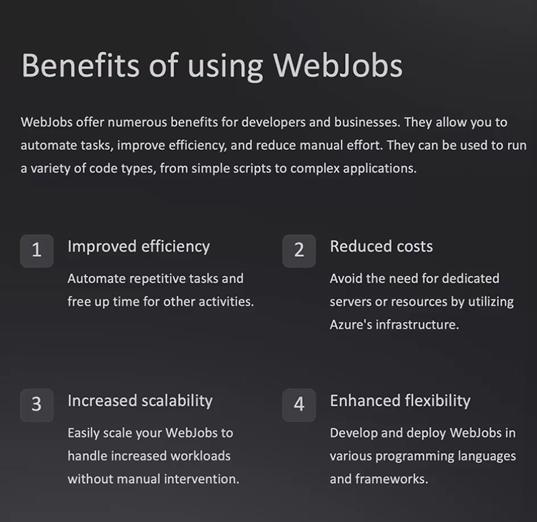 Benefits of using WebJobs
WebJobs offer numerous benefits for developers and businesses. They allow you to
automate tasks, improve efficiency, and reduce manual effort. They can be used to run
a variety of code types, from simple scripts to complex applications.
1
Improved efficiency
Automate repetitive tasks and
free up time for other activities.
2
Reduced costs
Avoid the need for dedicated
servers or resources by utilizing
Azure's infrastructure.
3
Increased scalability
Easily scale your WebJobs to
handle increased workloads
without manual intervention.
4
Enhanced flexibility
Develop and deploy WebJobs in
various programming languages
and frameworks.